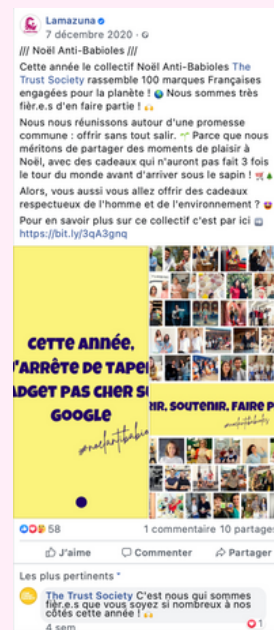 Lamazuna
7 décembre 2020 ·
/// Noël Anti-Babioles ///
Cette année le collectif Noël Anti-Babioles The
Trust Society rassemble 100 marques Françaises
engagées pour la planète ! 🌍 Nous sommes très
fièr.e.s d'en faire partie ! 🙌
Nous nous réunissons autour d'une promesse
commune : offrir sans tout salir. 🌱 Parce que nous
méritons de partager des moments de plaisir à
Noël, avec des cadeaux qui n'auront pas fait 3 fois
le tour du monde avant d'arriver sous le sapin !
Alors, vous aussi vous allez offrir des cadeaux
respectueux de l'homme et de l'environnement ?
Pour en savoir plus sur ce collectif c'est par ici ➡️
https://bit.ly/3qA3gnq
CETTE ANNÉE,
J'ARRÊTE DE TAPE
ADGET PAS CHER S
GOOGLE
#noelantibabio
IR, SOUTENIR, FAIRE P
#noelantibabioles
58
1 commentaire 10 partages
J'aime
Commenter
Partager
Les plus pertinents
The Trust Society C'est nous qui sommes
fièr.e.s que vous soyez si nombreux à nos
côtés cette année !
4 sem
1